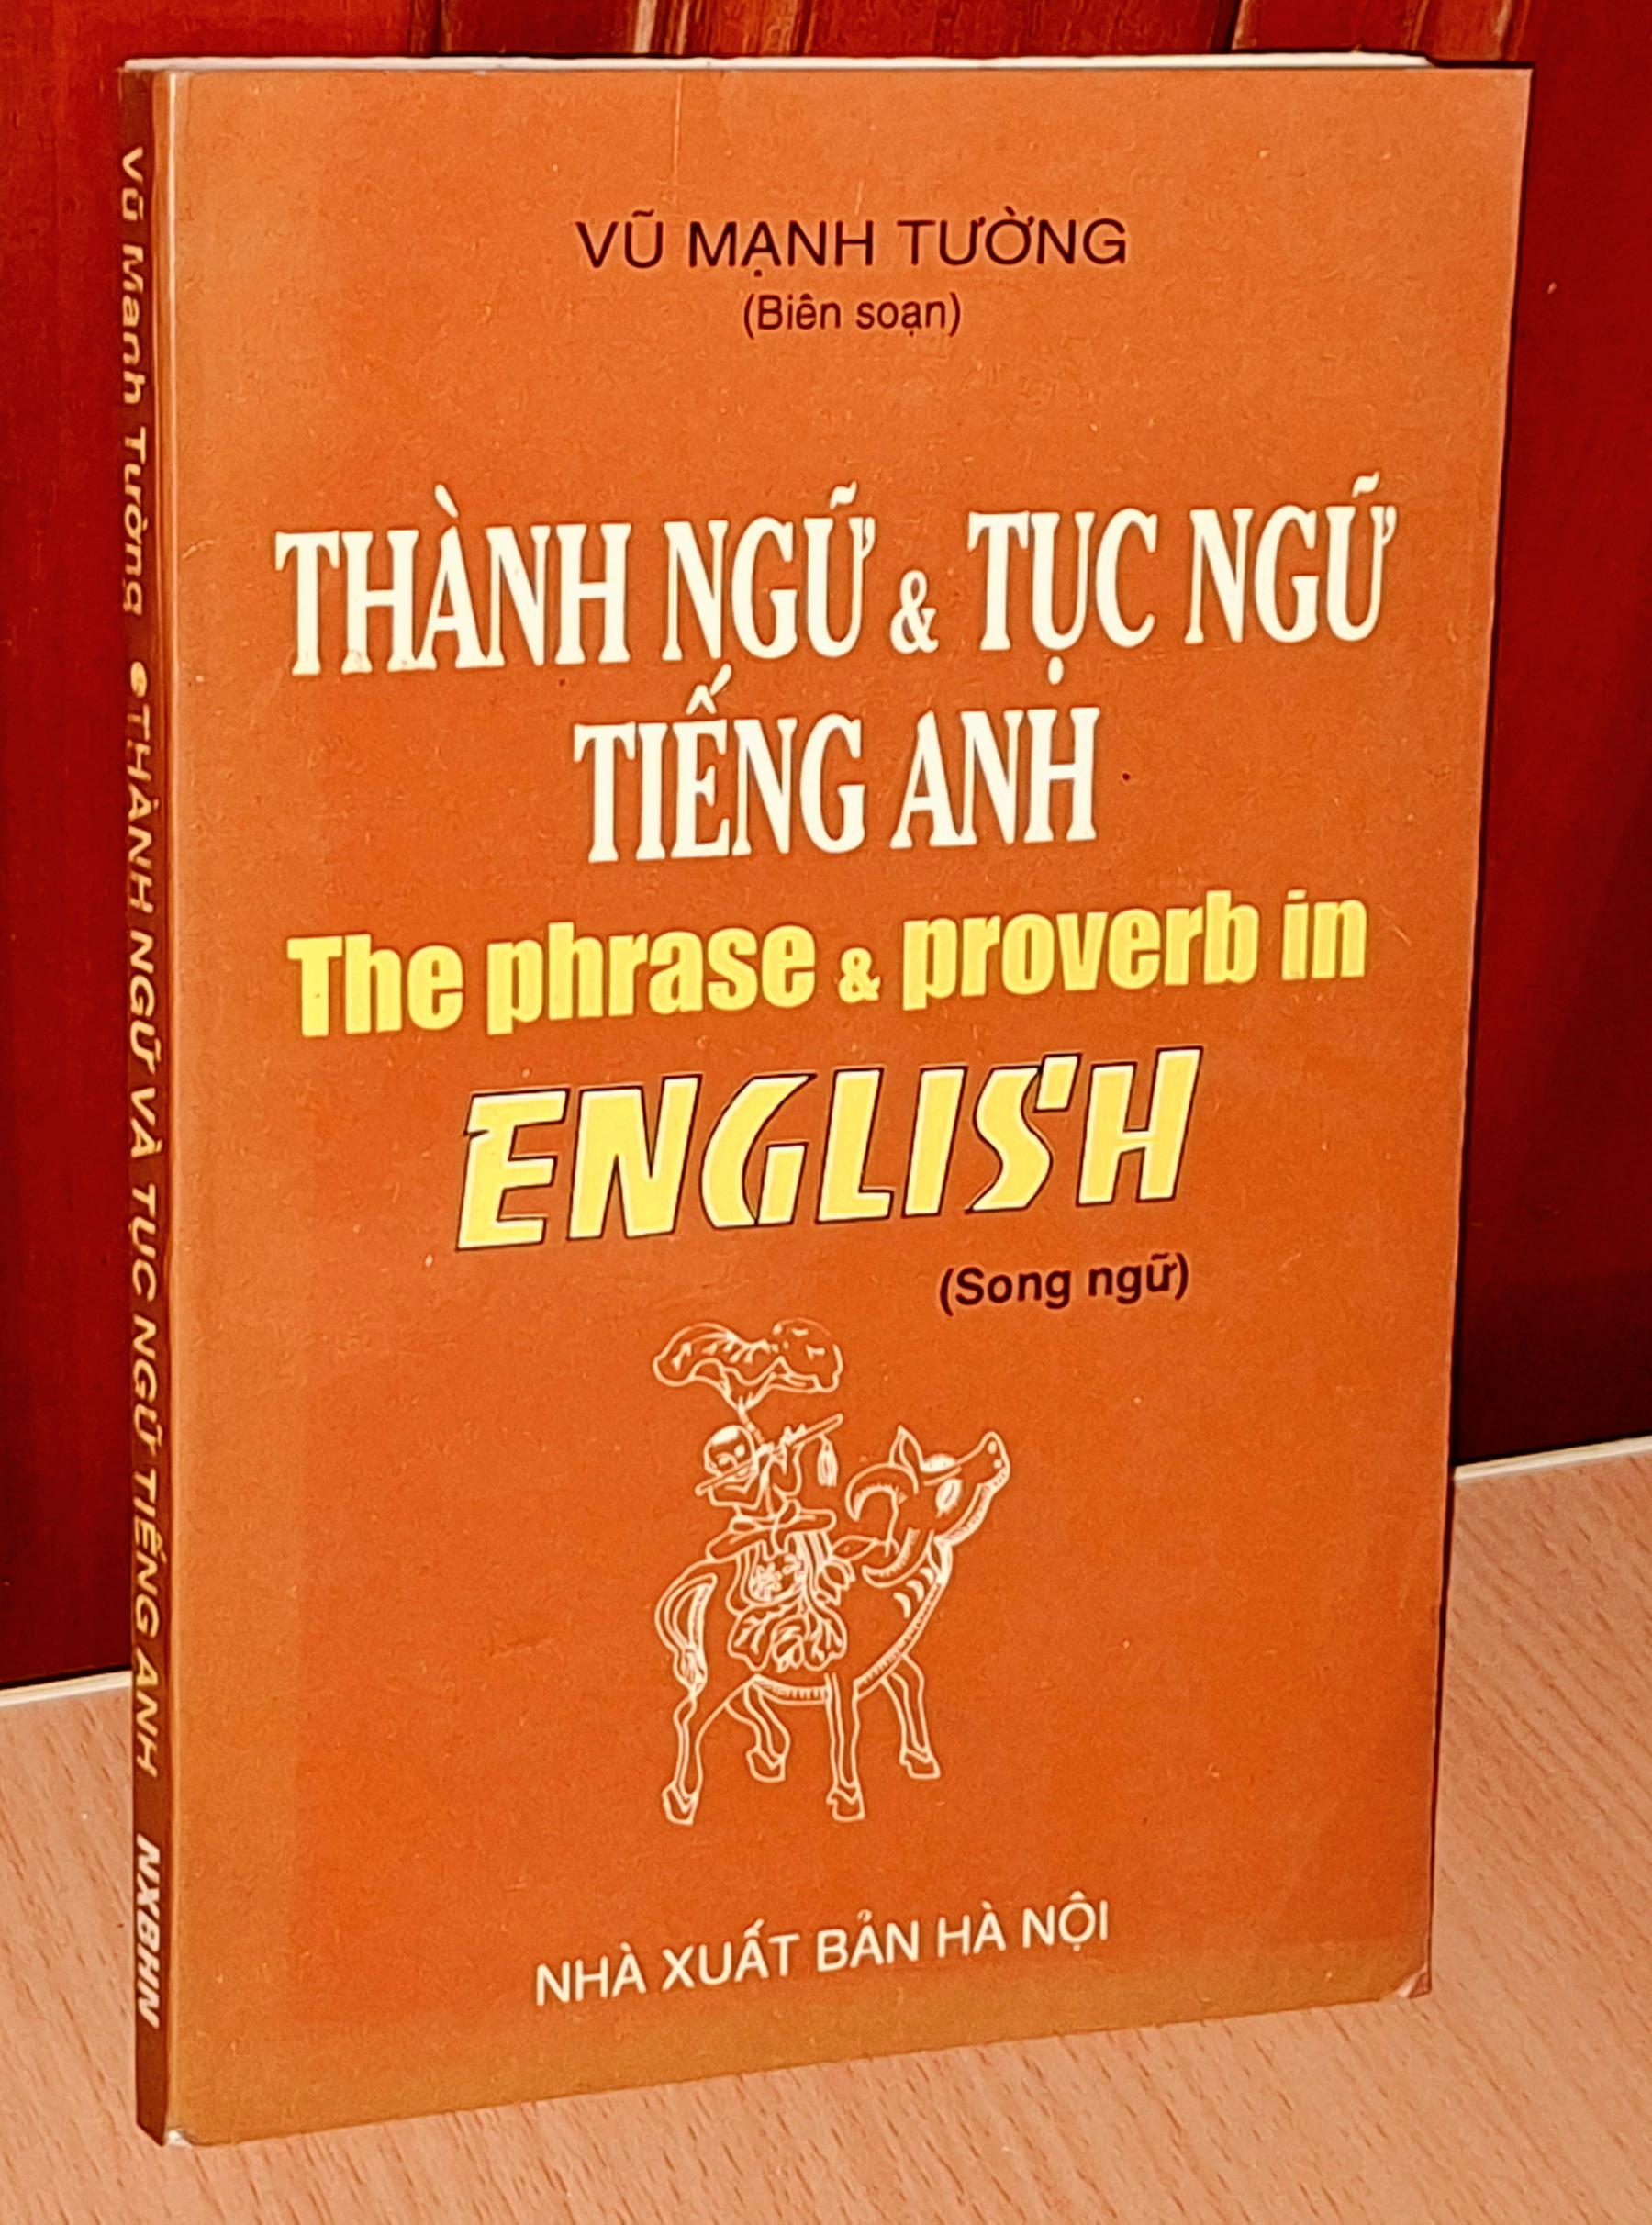 VŨ MẠNH TƯỜNG
(Biên soạn)
THÀNH NGỮ & TỤC NGỮ
TIẾNG ANH
The phrase & proverb in
ENGLISH
(Song ngữ)
NHÀ XUẤT BẢN HÀ NỘI
Vũ Mạnh Tường THÀNH NGỮ VÀ TỤC NGỮ TIẾNG ANH NXBHN